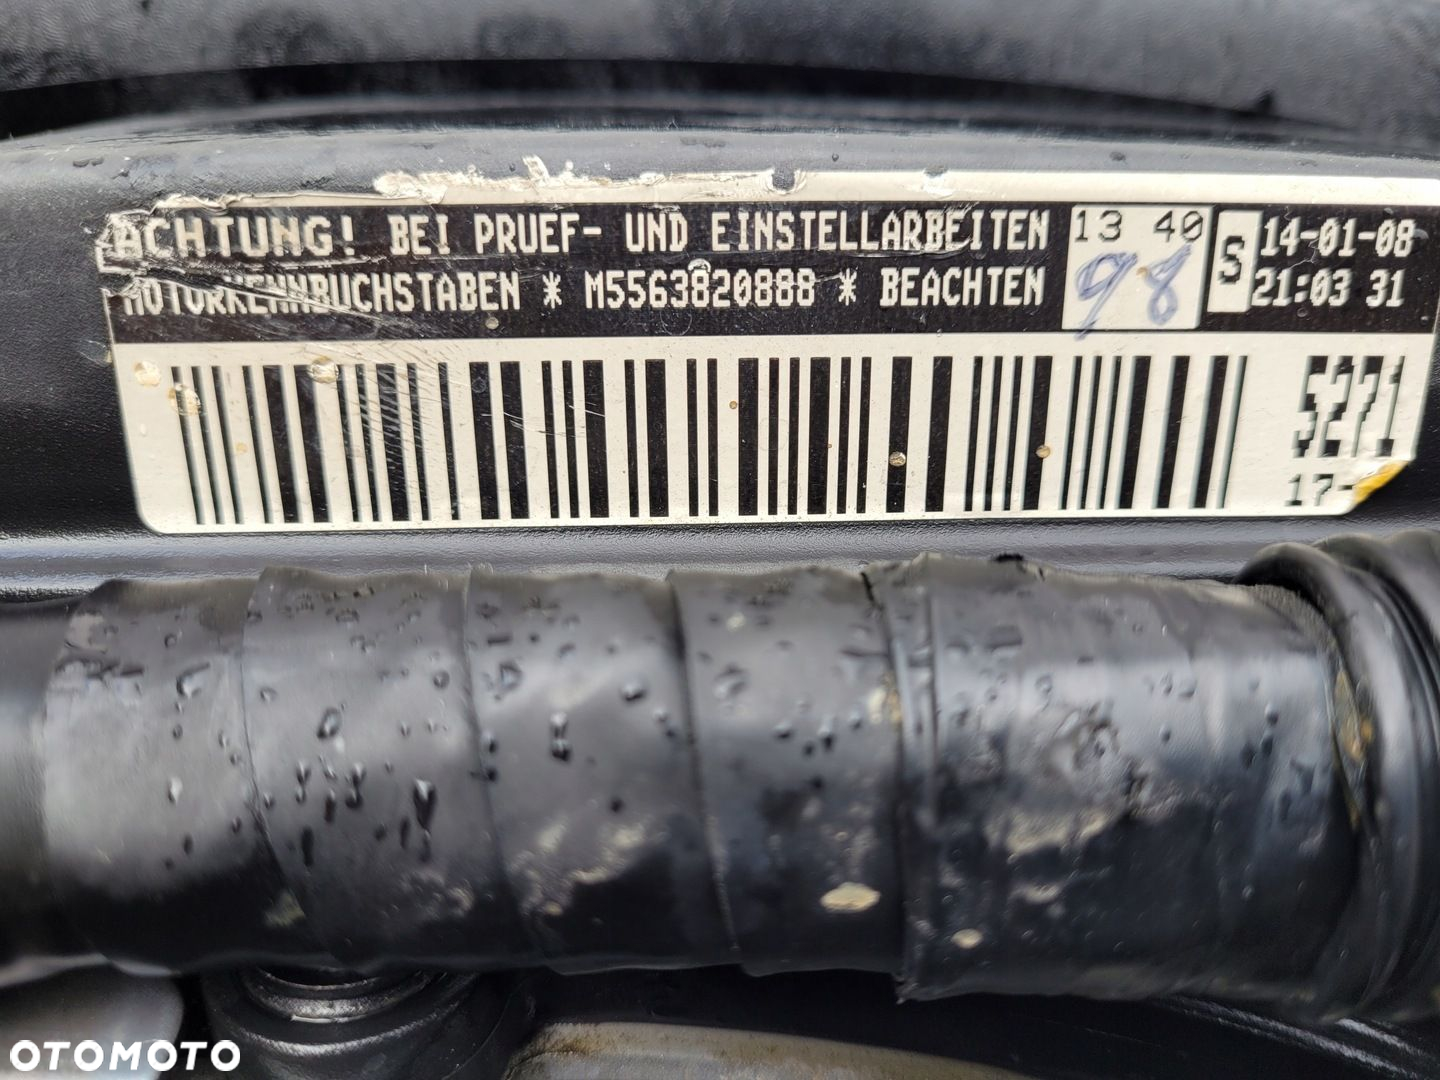 ACHTUNG! BEI PRUEF- UND EINSTELLARBEITEN
MOTORKENNBUCHSTABEN * M5563820888 * BEACHTEN
13 40
98
S
14-01-08
21:03 31
5271
17-
OTOMOTO